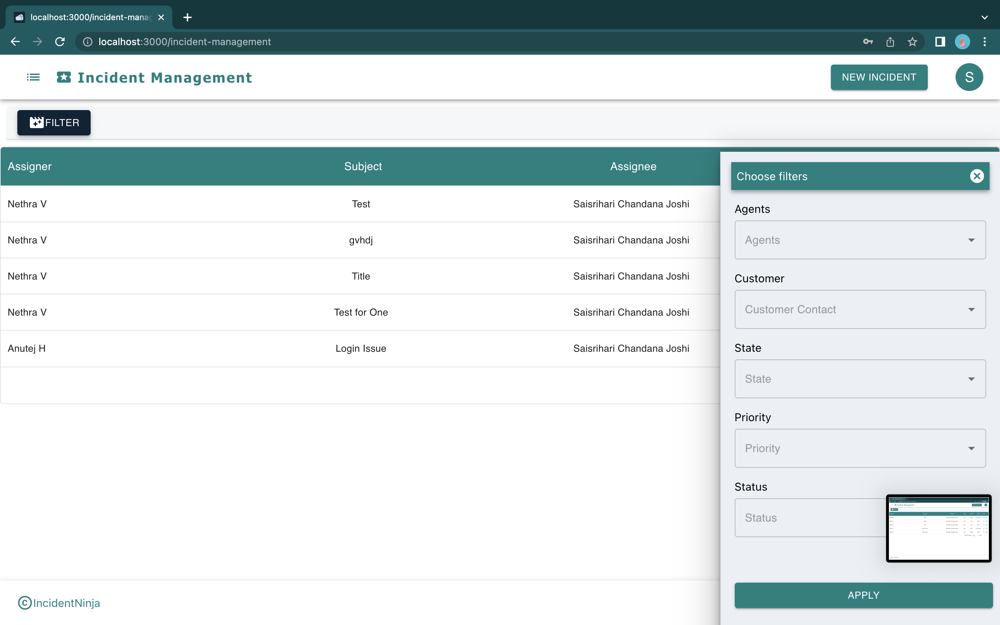 localhost:3000/incident-manag
localhost:3000/incident-management
Incident Management
NEW INCIDENT
S
FILTER
Assigner Subject Assignee
Nethra V Test Saisrihari Chandana Joshi
Nethra V gvhdj Saisrihari Chandana Joshi
Nethra V Title Saisrihari Chandana Joshi
Nethra V Test for One Saisrihari Chandana Joshi
Anutej H Login Issue Saisrihari Chandana Joshi
Choose filters
Agents
Agents
Customer
Customer Contact
State
State
Priority
Priority
Status
Status
Incident Management
APPLY
©IncidentNinja